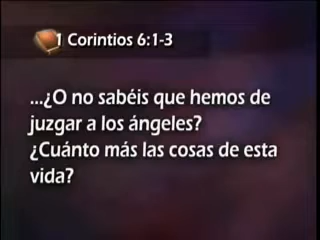 1 Corintios 6:1-3
...¿O no sabéis que hemos de
juzgar a los ángeles?
¿Cuánto más las cosas de esta
vida?